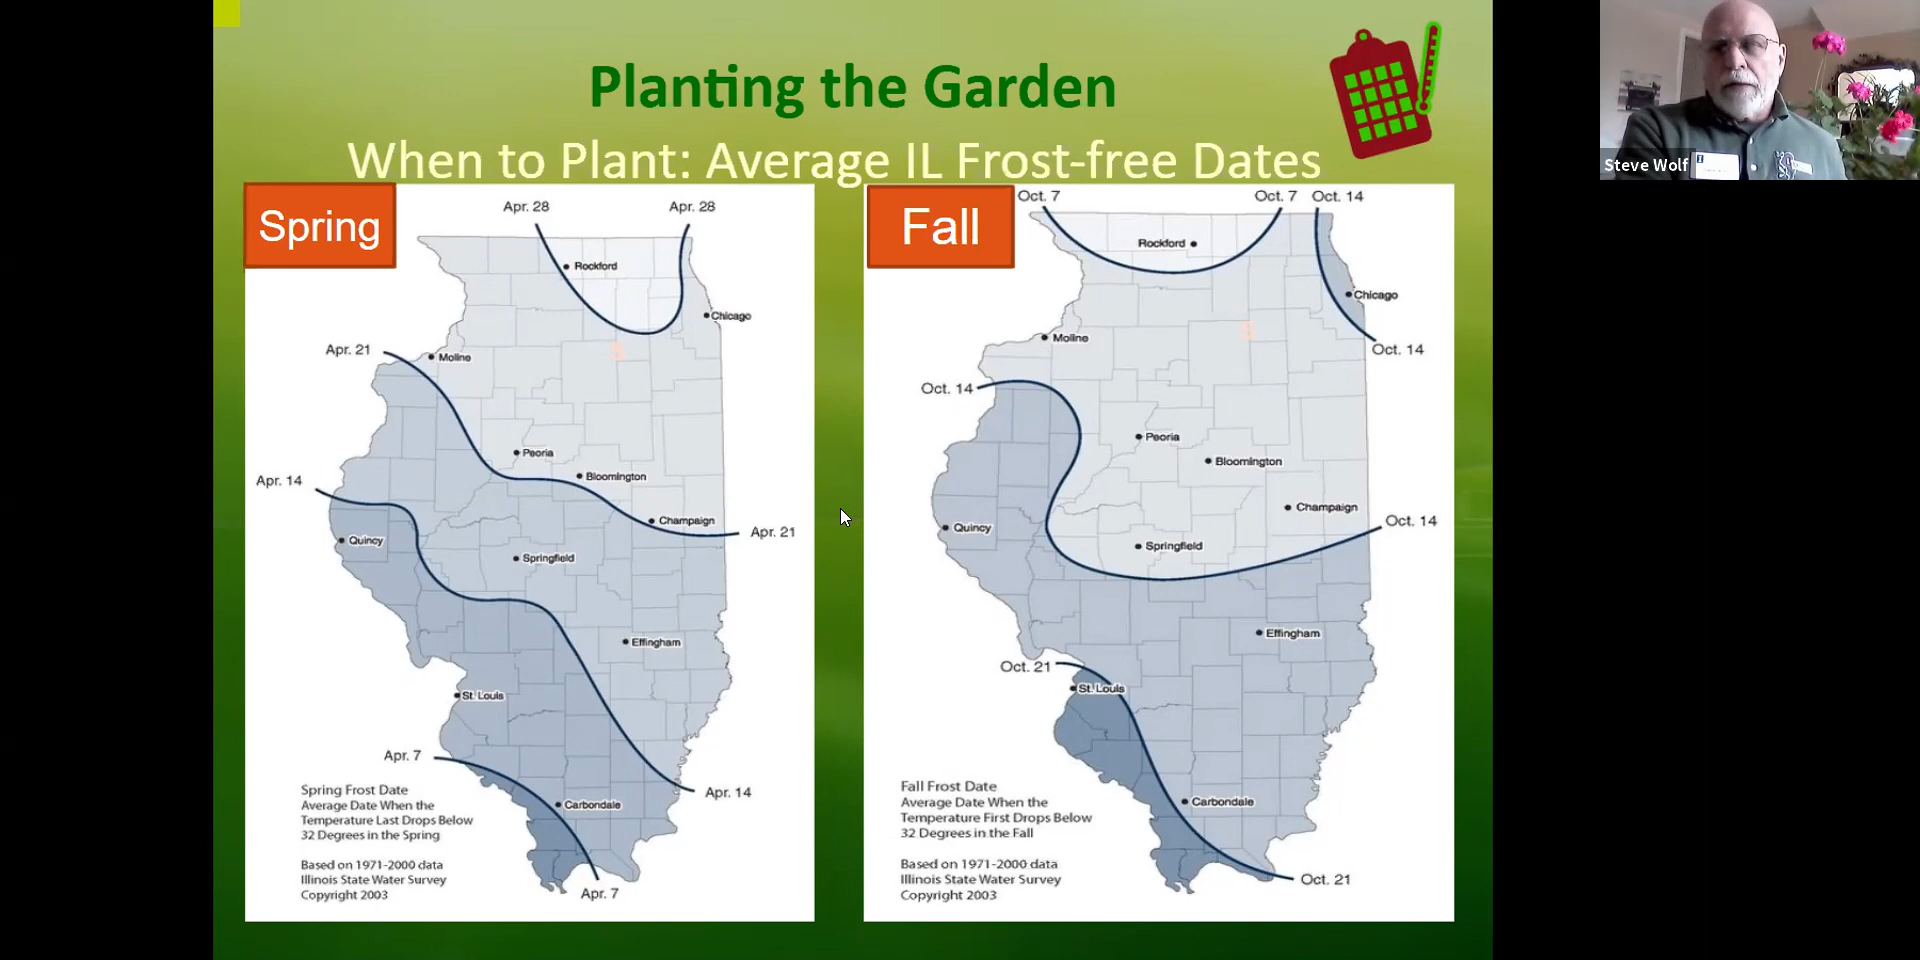 Planting the Garden
When to Plant: Average IL Frost-free Dates
Spring
Apr. 28
Apr. 28
Rockford
Chicago
Apr. 21
Moline
Peoria
Bloomington
Apr. 14
Champaign
Apr. 21
Quincy
Springfield
Effingham
St. Louis
Apr. 7
Apr. 14
Carbondale
Spring Frost Date
Average Date When the
Temperature Last Drops Below
32 Degrees in the Spring
Based on 1971-2000 data
Illinois State Water Survey
Copyright 2003
Apr. 7
Fall
Oct. 7
Oct. 7
Oct. 14
Rockford
Chicago
Moline
Oct. 14
Oct. 14
Peoria
Bloomington
Champaign
Oct. 14
Quincy
Springfield
Effingham
Oct. 21
St. Louis
Carbondale
Fall Frost Date
Average Date When the
Temperature First Drops Below
32 Degrees in the Fall
Based on 1971-2000 data
Illinois State Water Survey
Copyright 2003
Oct. 21
Steve Wolf